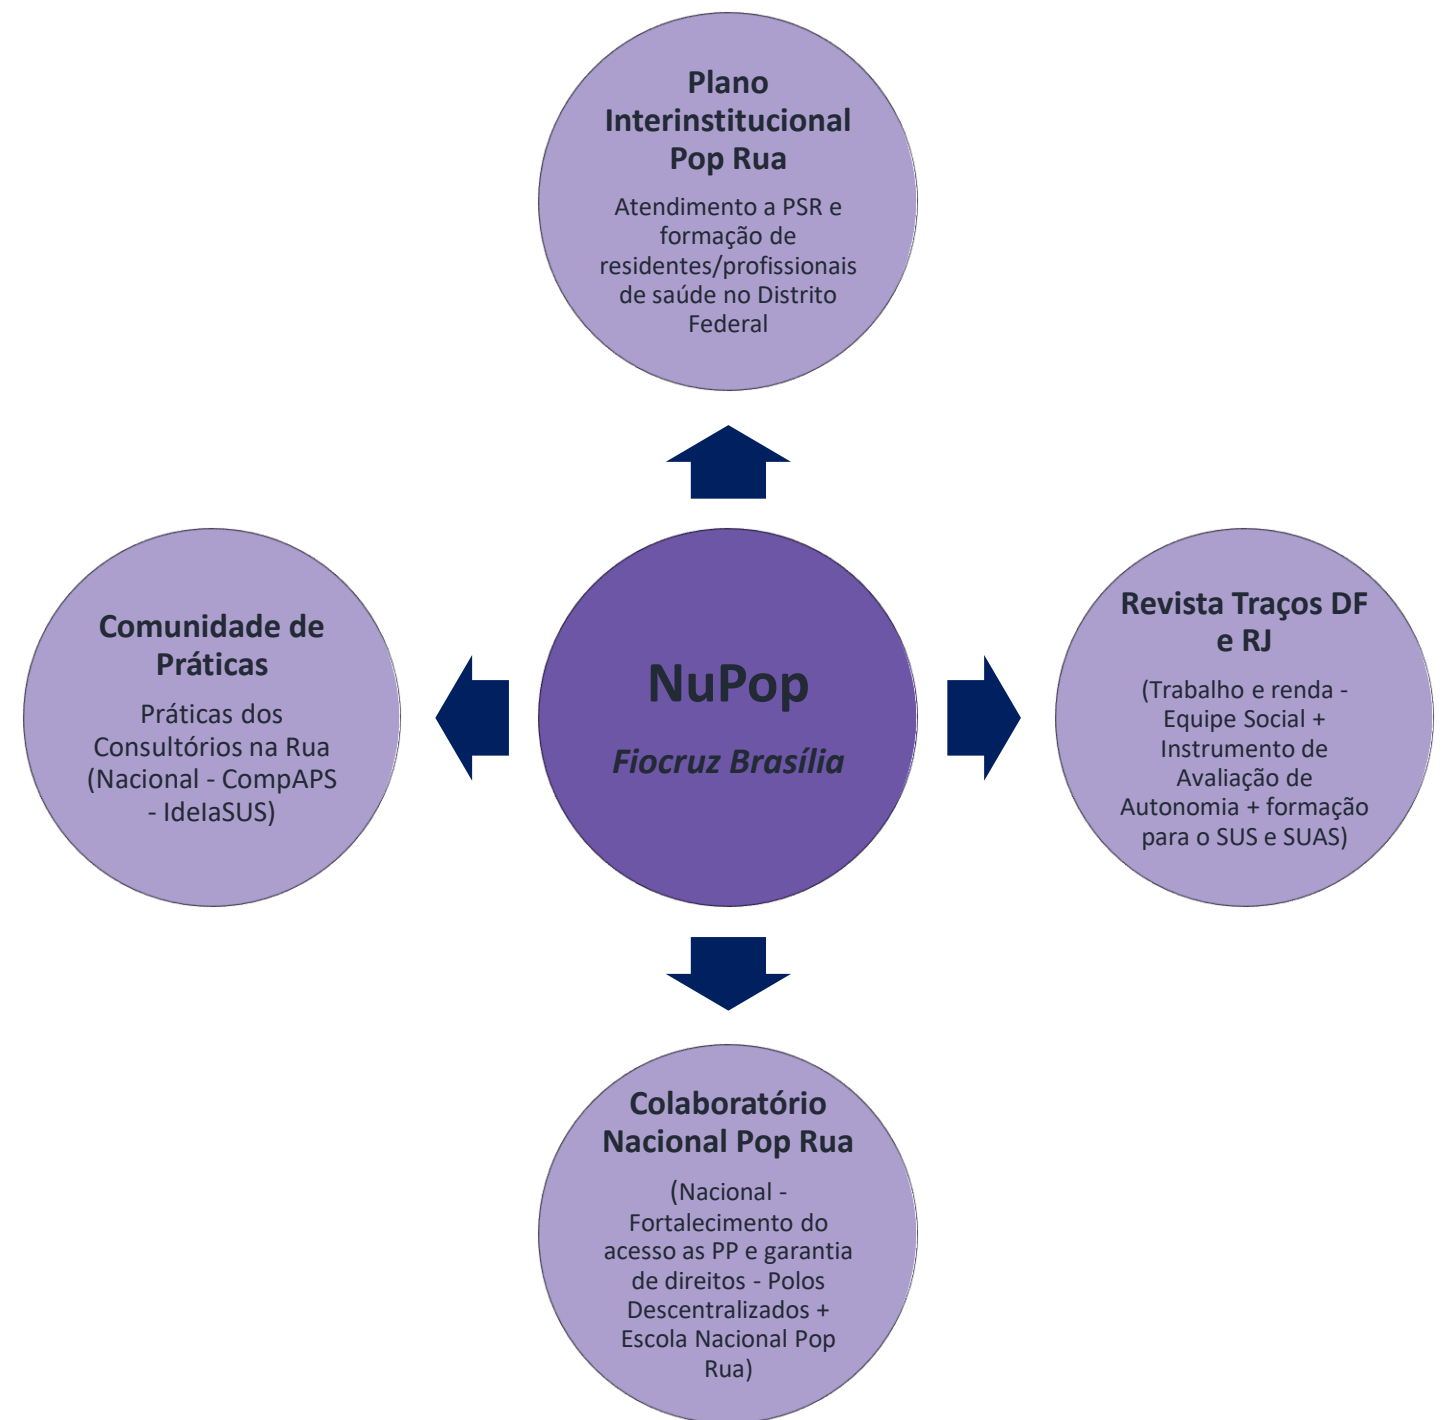 Plano
Interinstitucional
Pop Rua
Atendimento a PSR e
formação de
residentes/profissionais
de saúde no Distrito
Federal
Comunidade de
Práticas
Práticas dos
Consultórios na Rua
(Nacional - CompAPS
- IdeIaSUS)
NuPop
Fiocruz Brasília
Revista Traços DF
e RJ
(Trabalho e renda -
Equipe Social +
Instrumento de
Avaliação de
Autonomia + formação
para o SUS e SUAS)
Colaboratório
Nacional Pop Rua
(Nacional -
Fortalecimento do
acesso as PP e garantia
de direitos - Polos
Descentralizados +
Escola Nacional Pop
Rua)